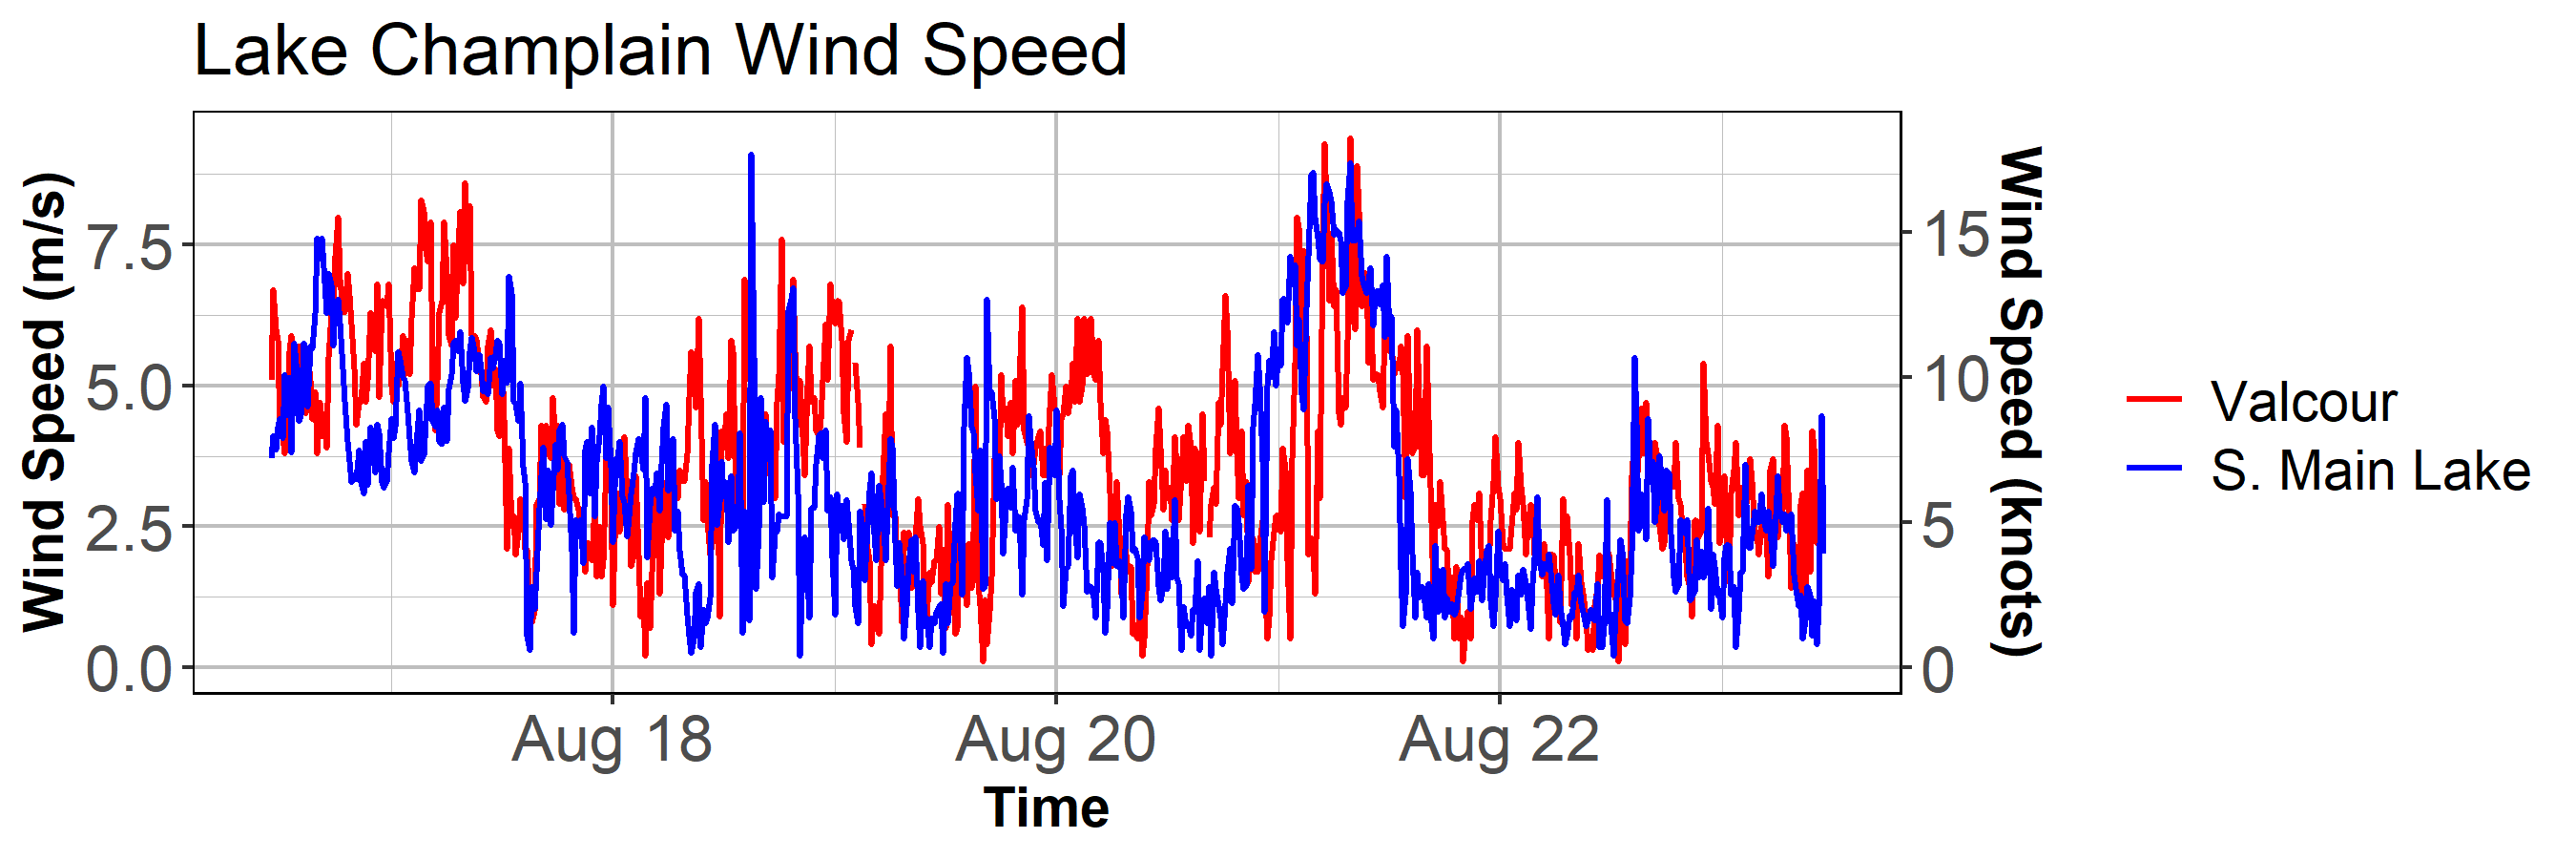 Lake Champlain Wind Speed
Wind Speed (m/s)
7.5
5.0
2.5
0.0
15
10
5
0
Wind Speed (knots)
Aug 18
Aug 20
Aug 22
Time
Valcour
S. Main Lake